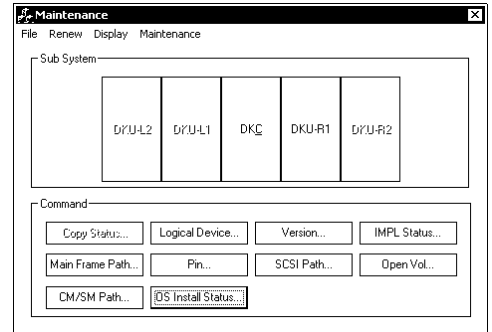 Maintenance
File Renew Display Maintenance
Sub System
DKU-L2 DKU-L1 DKC DKU-R1 DKU-R2
Command
Copy Status... Logical Device... Version... IMPL Status...
Main Frame Path... Pin... SCSI Path... Open Vol...
CM/SM Path... OS Install Status...